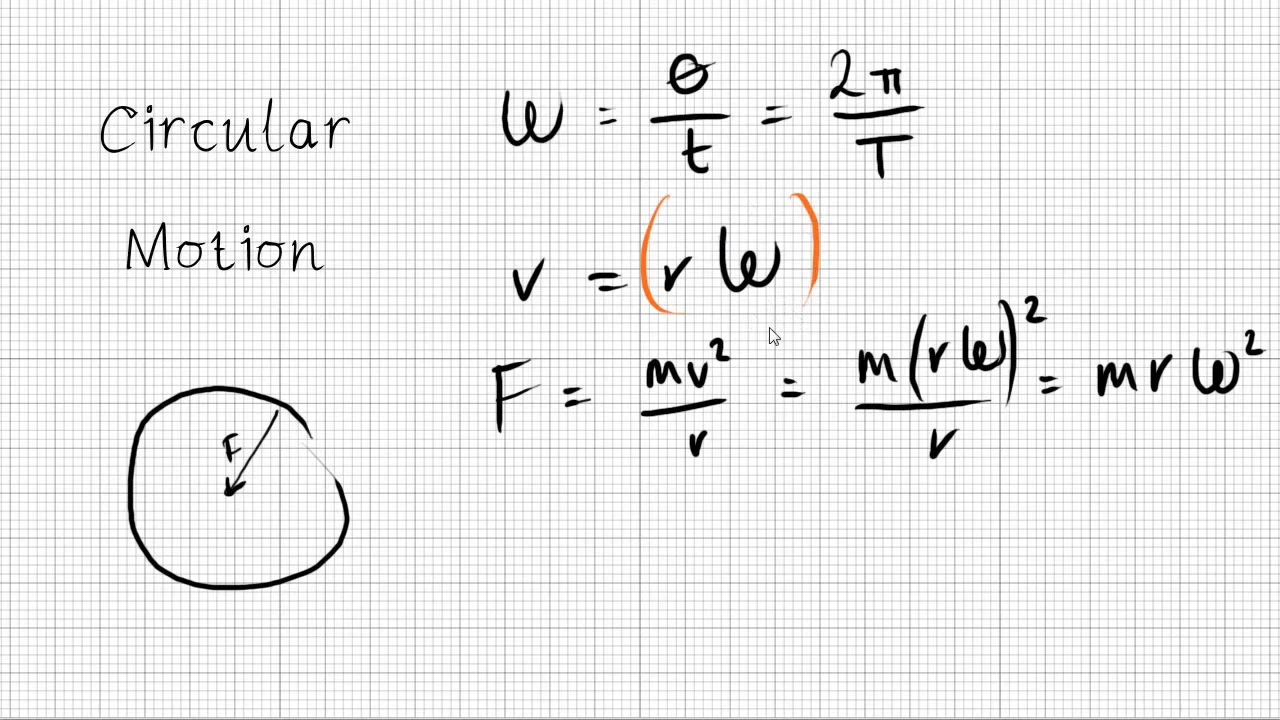 Circular
Motion
ω = θ/t = 2π/T
v = (rω)
F = mv²/r = m(rω)²/r = mrω²
F